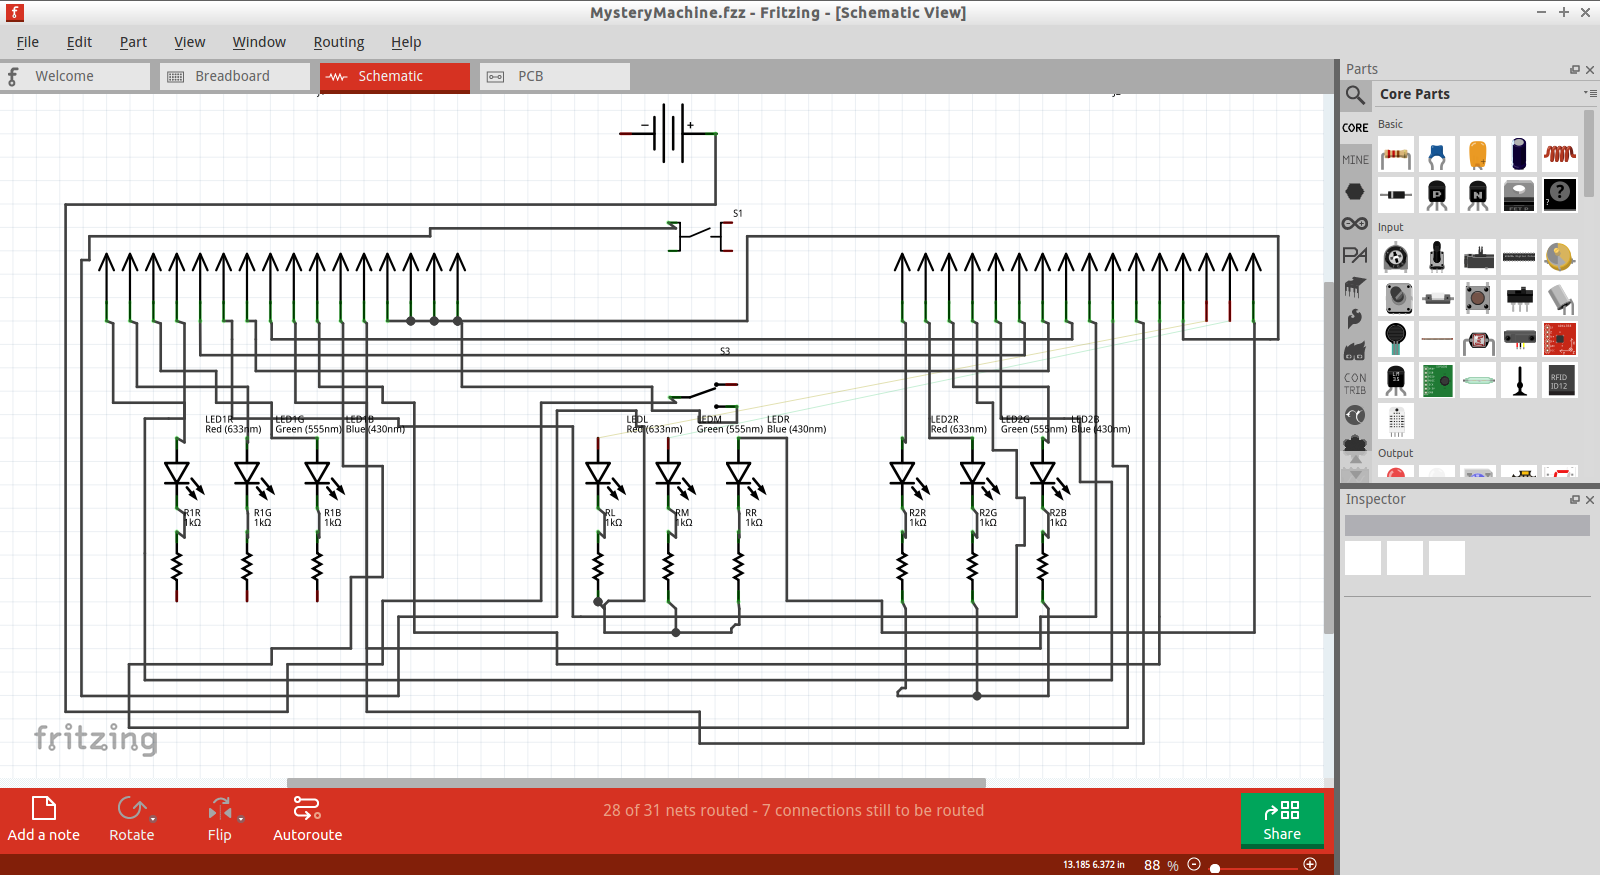 MysteryMachine.fzz - Fritzing - [Schematic View]
File Edit Part View Window Routing Help
Welcome Breadboard Schematic PCB
Parts
Core Parts
CORE
MINE
PA
CON
TRIB
Basic
P N
Input
LM
35
RFID
ID12
Output
Inspector
- +
S1
S3
LED1R
Red (633nm)
LED1G
Green (555nm)
LED1B
Blue (430nm)
LEDL
Red (633nm)
LEDM
Green (555nm)
LEDR
Blue (430nm)
LED2R
Red (633nm)
LED2G
Green (555nm)
LED2B
Blue (430nm)
R1R
1kΩ
R1G
1kΩ
R1B
1kΩ
RL
1kΩ
RM
1kΩ
RR
1kΩ
R2R
1kΩ
R2G
1kΩ
R2B
1kΩ
fritzing
Add a note Rotate Flip Autoroute
28 of 31 nets routed - 7 connections still to be routed
Share
13.185 6.372 in 88 %